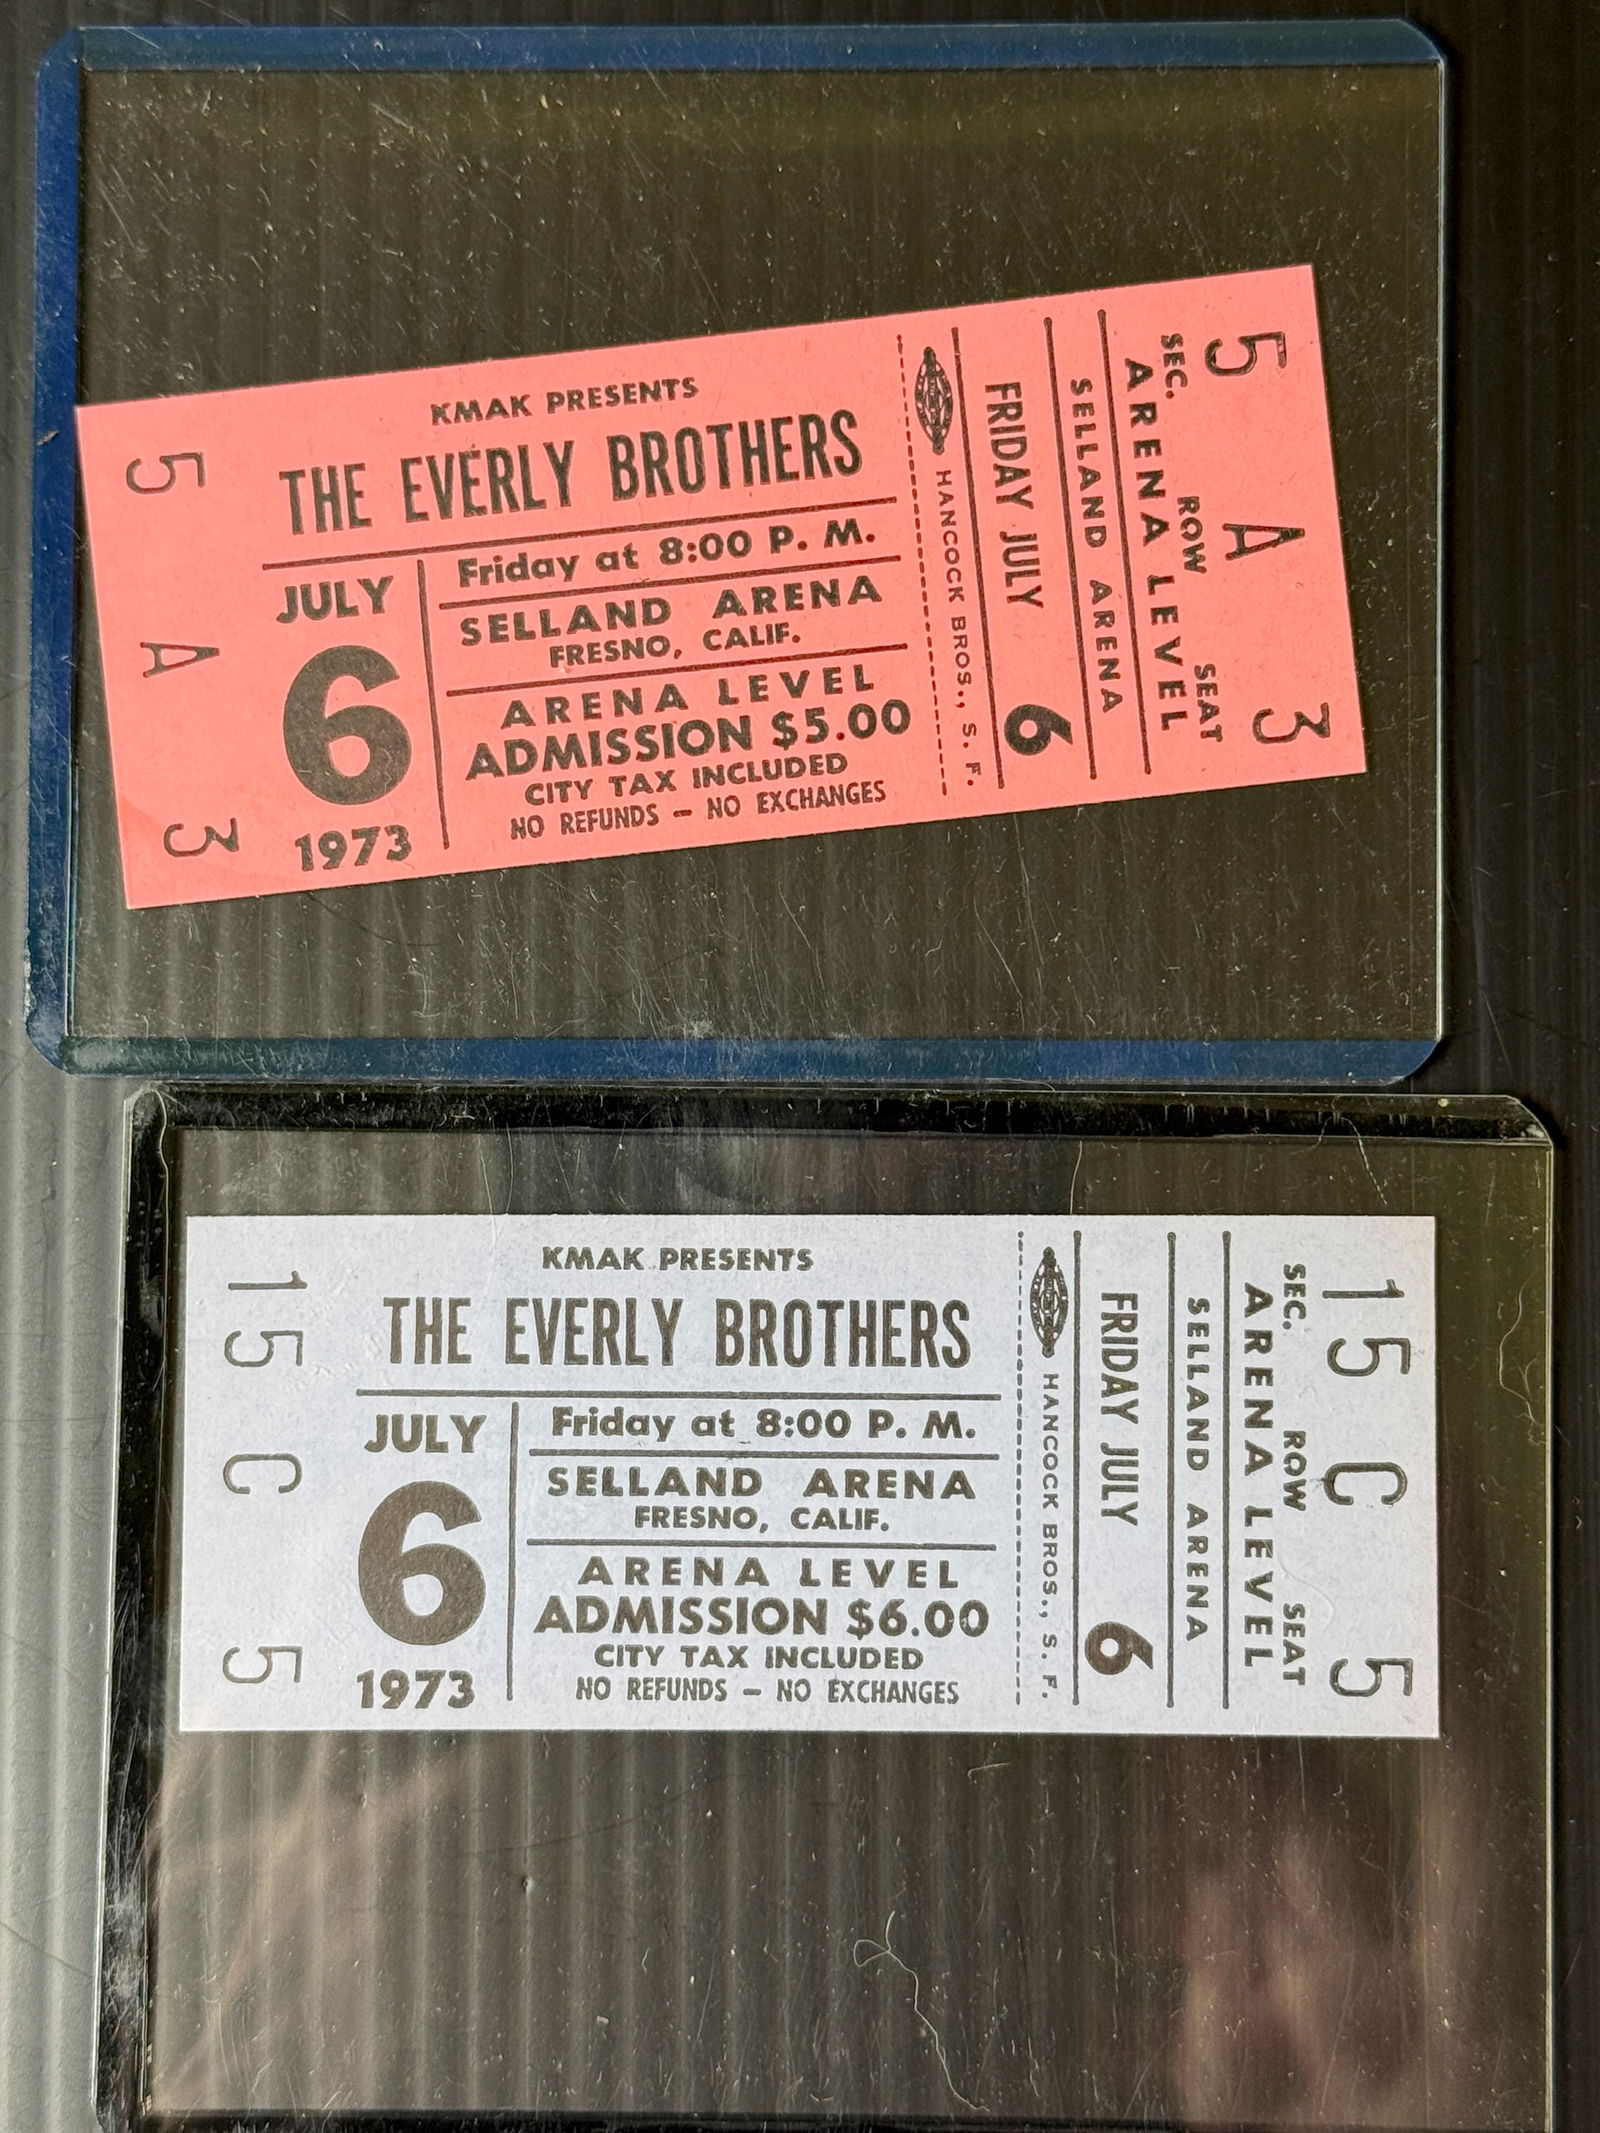 5 A 3
KMAK PRESENTS
THE EVERLY BROTHERS
JULY
6
1973
Friday at 8:00 P. M.
SELLAND ARENA
FRESNO, CALIF.
ARENA LEVEL
ADMISSION $5.00
CITY TAX INCLUDED
NO REFUNDS – NO EXCHANGES
HANCOCK BROS., S. F.
FRIDAY JULY 6
SELLAND ARENA
ARENA LEVEL
SEC. ROW SEAT
5 A 3
15 C 5
KMAK PRESENTS
THE EVERLY BROTHERS
JULY
6
1973
Friday at 8:00 P. M.
SELLAND ARENA
FRESNO, CALIF.
ARENA LEVEL
ADMISSION $6.00
CITY TAX INCLUDED
NO REFUNDS – NO EXCHANGES
HANCOCK BROS., S. F.
FRIDAY JULY 6
SELLAND ARENA
ARENA LEVEL
SEC. ROW SEAT
15 C 5